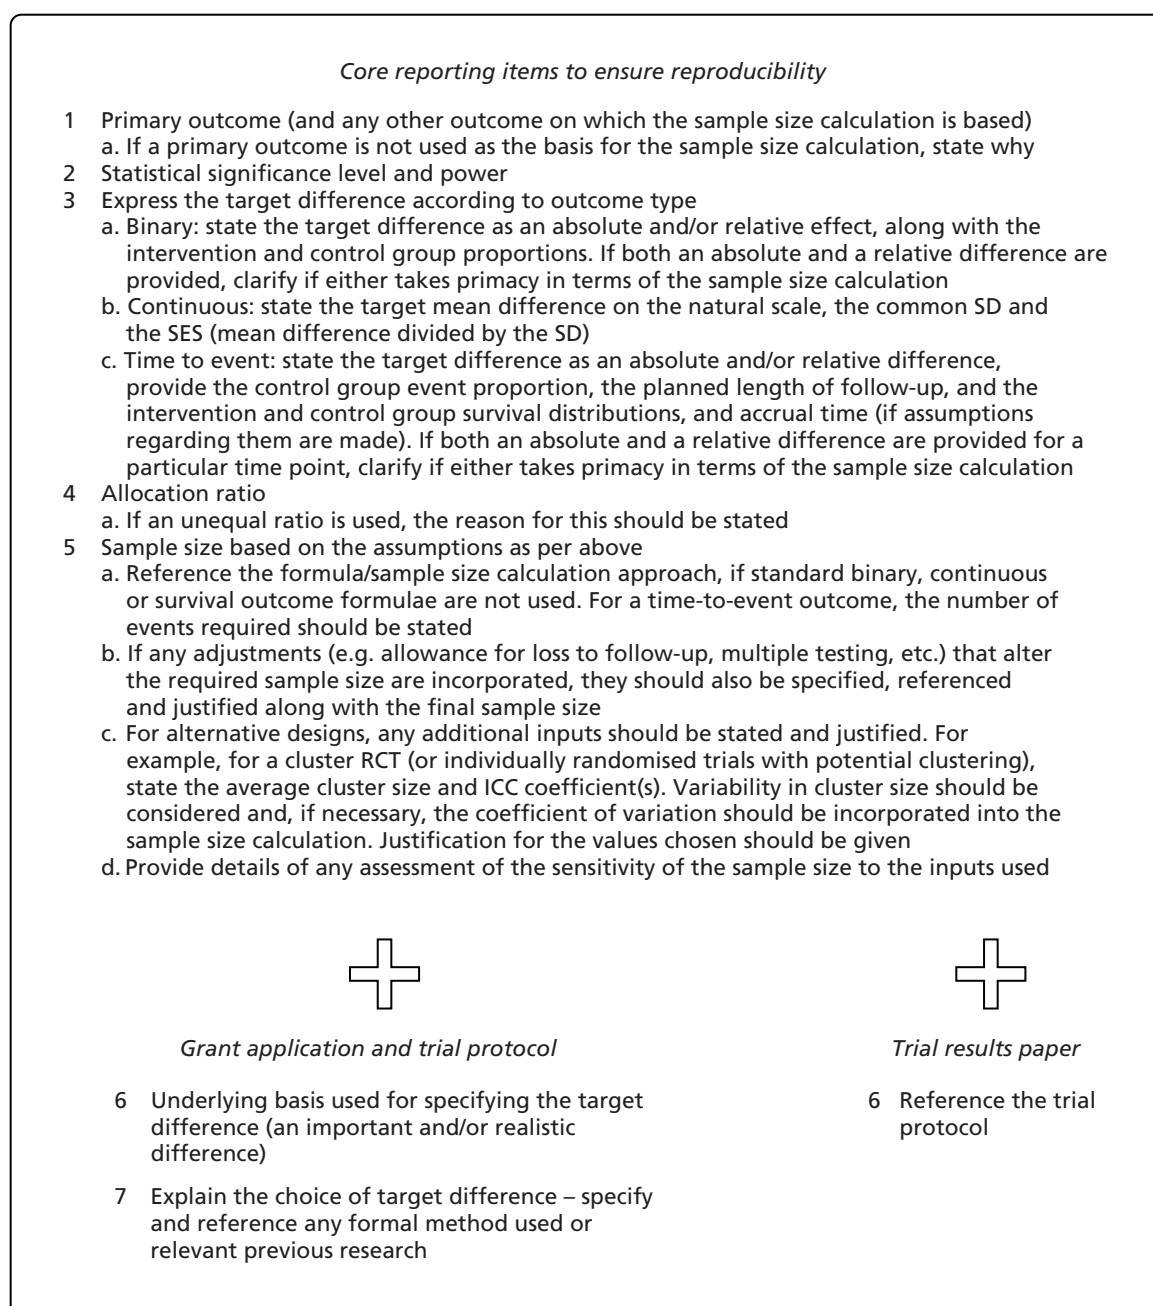 Core reporting items to ensure reproducibility
1 Primary outcome (and any other outcome on which the sample size calculation is based)
a. If a primary outcome is not used as the basis for the sample size calculation, state why
2 Statistical significance level and power
3 Express the target difference according to outcome type
a. Binary: state the target difference as an absolute and/or relative effect, along with the
intervention and control group proportions. If both an absolute and a relative difference are
provided, clarify if either takes primacy in terms of the sample size calculation
b. Continuous: state the target mean difference on the natural scale, the common SD and
the SES (mean difference divided by the SD)
c. Time to event: state the target difference as an absolute and/or relative difference,
provide the control group event proportion, the planned length of follow-up, and the
intervention and control group survival distributions, and accrual time (if assumptions
regarding them are made). If both an absolute and a relative difference are provided for a
particular time point, clarify if either takes primacy in terms of the sample size calculation
4 Allocation ratio
a. If an unequal ratio is used, the reason for this should be stated
5 Sample size based on the assumptions as per above
a. Reference the formula/sample size calculation approach, if standard binary, continuous
or survival outcome formulae are not used. For a time-to-event outcome, the number of
events required should be stated
b. If any adjustments (e.g. allowance for loss to follow-up, multiple testing, etc.) that alter
the required sample size are incorporated, they should also be specified, referenced
and justified along with the final sample size
c. For alternative designs, any additional inputs should be stated and justified. For
example, for a cluster RCT (or individually randomised trials with potential clustering),
state the average cluster size and ICC coefficient(s). Variability in cluster size should be
considered and, if necessary, the coefficient of variation should be incorporated into the
sample size calculation. Justification for the values chosen should be given
d. Provide details of any assessment of the sensitivity of the sample size to the inputs used
Grant application and trial protocol
6 Underlying basis used for specifying the target
difference (an important and/or realistic
difference)
7 Explain the choice of target difference – specify
and reference any formal method used or
relevant previous research
Trial results paper
6 Reference the trial
protocol